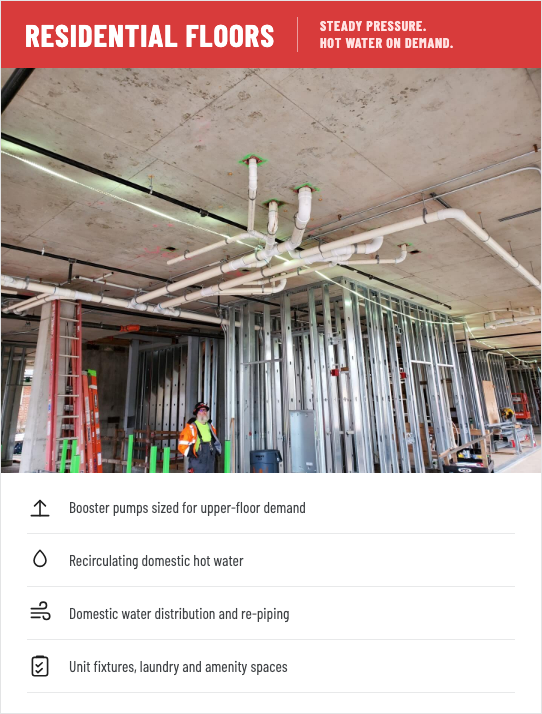 RESIDENTIAL FLOORS
STEADY PRESSURE.
HOT WATER ON DEMAND.
Booster pumps sized for upper-floor demand
Recirculating domestic hot water
Domestic water distribution and re-piping
Unit fixtures, laundry and amenity spaces